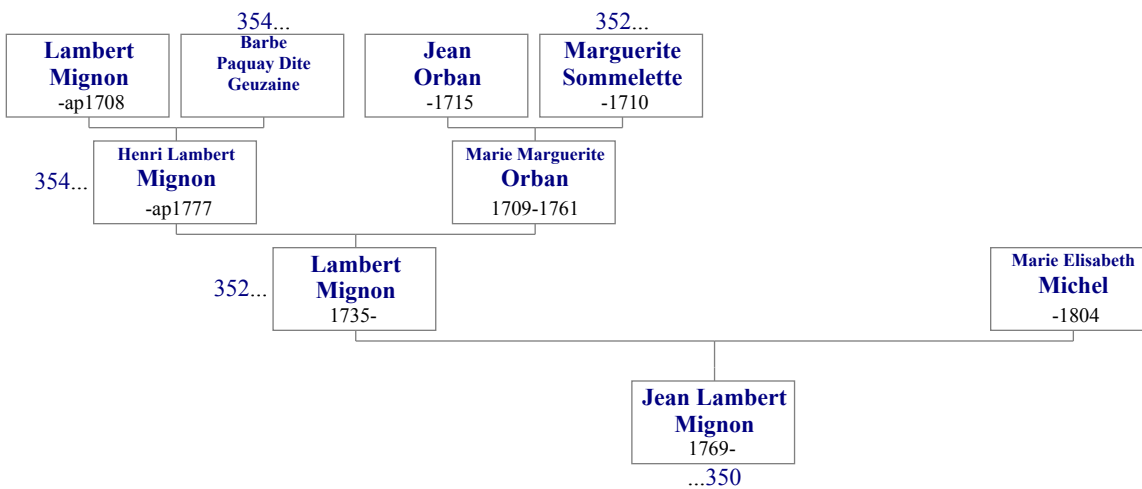 354...
352...
Lambert
Mignon
-ap1708
Barbe
Paquay Dite
Geuzaine
Jean
Orban
-1715
Marguerite
Sommelette
-1710
354...
Henri Lambert
Mignon
-ap1777
Marie Marguerite
Orban
1709-1761
352...
Lambert
Mignon
1735-
Marie Elisabeth
Michel
-1804
Jean Lambert
Mignon
1769-
...350